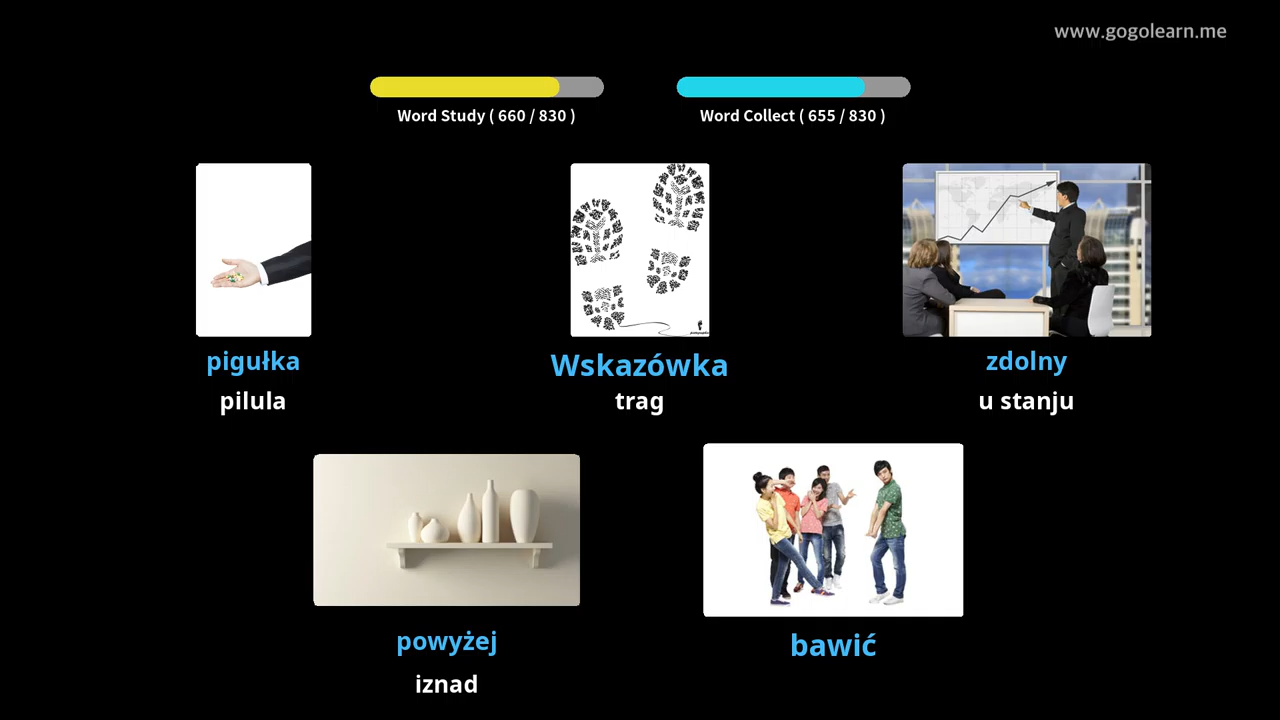 www.gogolearn.me
Word Study ( 660 / 830 )
Word Collect ( 655 / 830 )
pigułka
pilula
Wskazówka
trag
zdolny
u stanju
powyżej
iznad
bawić